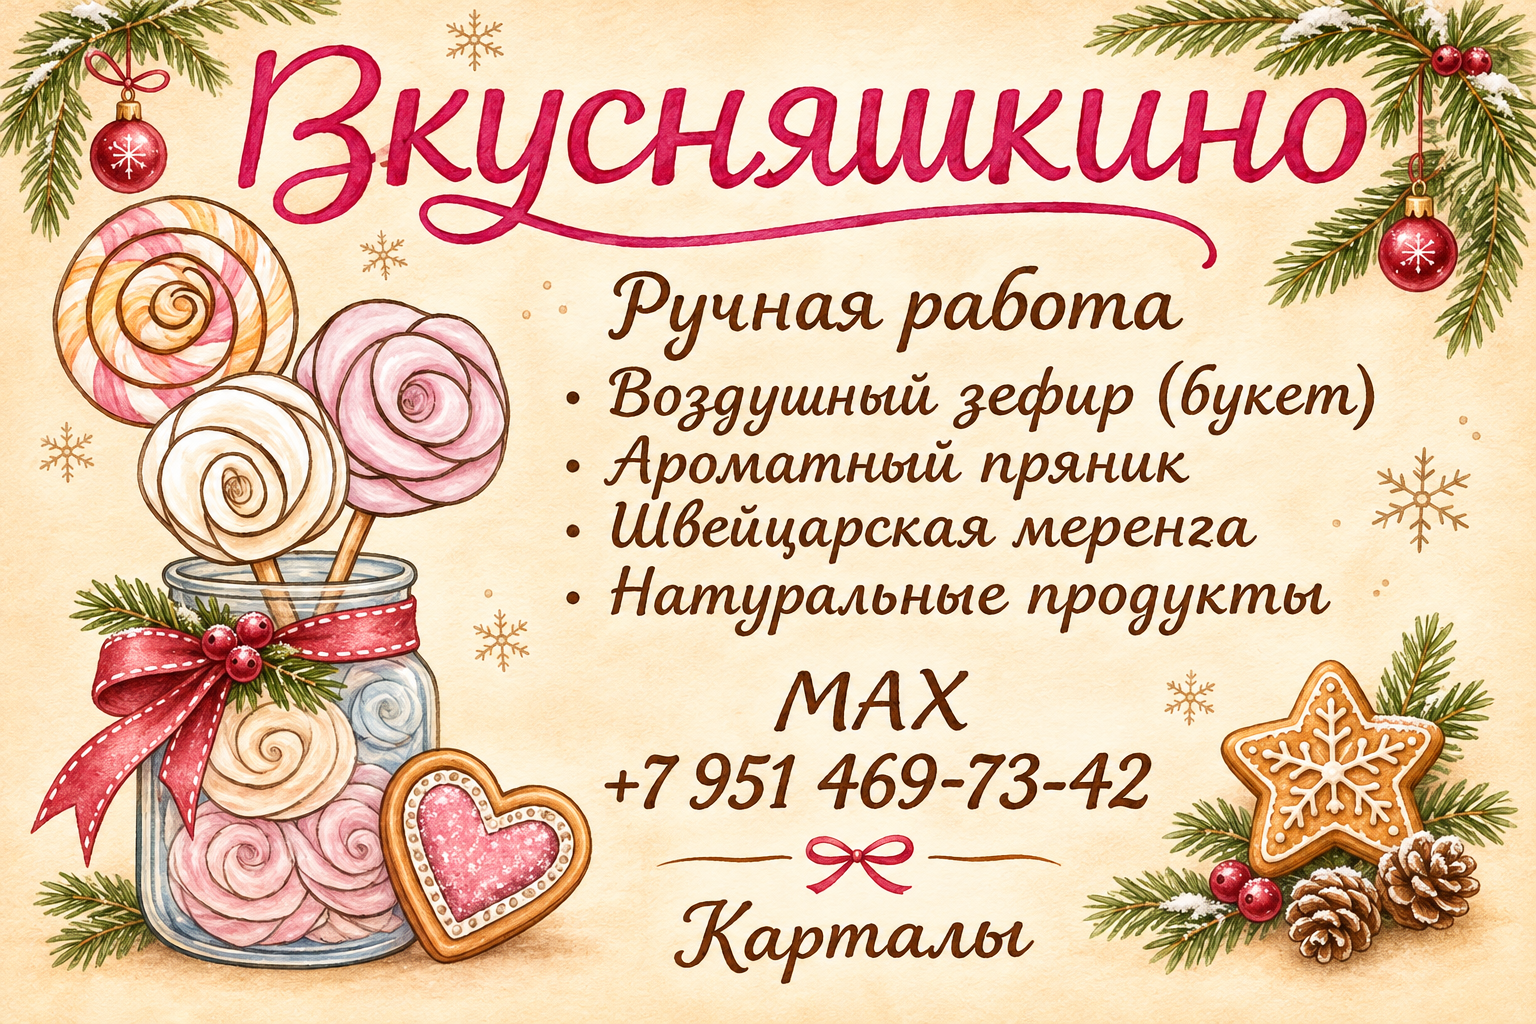 Вкусняшкино
Ручная работа
• Воздушный зефир (букет)
• Ароматный пряник
• Швейцарская меренга
• Натуральные продукты
MAX
+7 951 469-73-42
Карталы